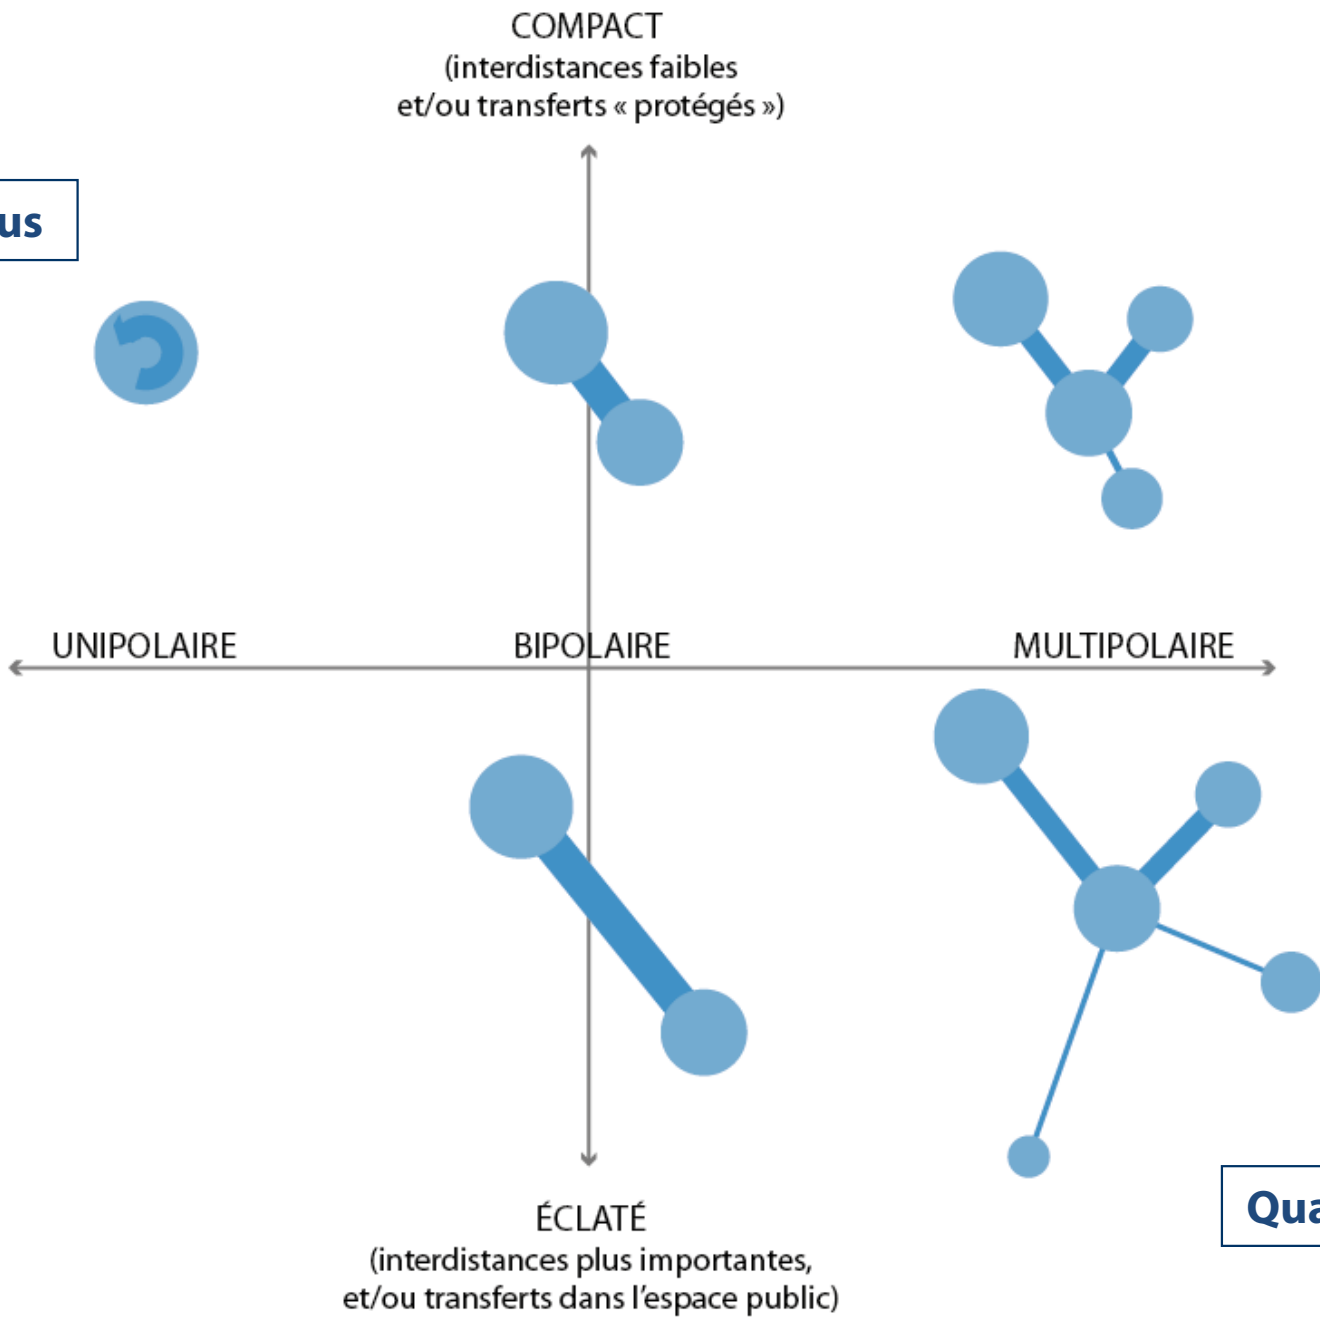 COMPACT
(interdistances faibles
et/ou transferts « protégés »)
us
UNIPOLAIRE
BIPOLAIRE
MULTIPOLAIRE
ÉCLATÉ
(interdistances plus importantes,
et/ou transferts dans l'espace public)
Qua